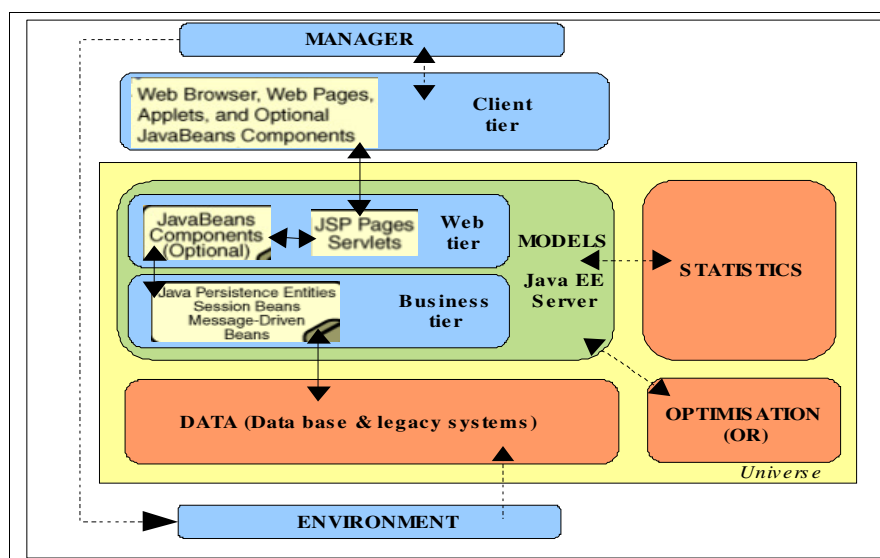 MANAGER
Web Browser, Web Pages,
Applets, and Optional
JavaBeans Components
Client
tier
JavaBeans
Components
(Optional)
JSP Pages
Servlets
Web
tier
MODELS
Java EE
Server
Java Persistence Entities
Session Beans
Message-Driven
Beans
Business
tier
STATISTICS
DATA (Data base & legacy systems)
OPTIMISATION
(OR)
Universe
ENVIRONMENT